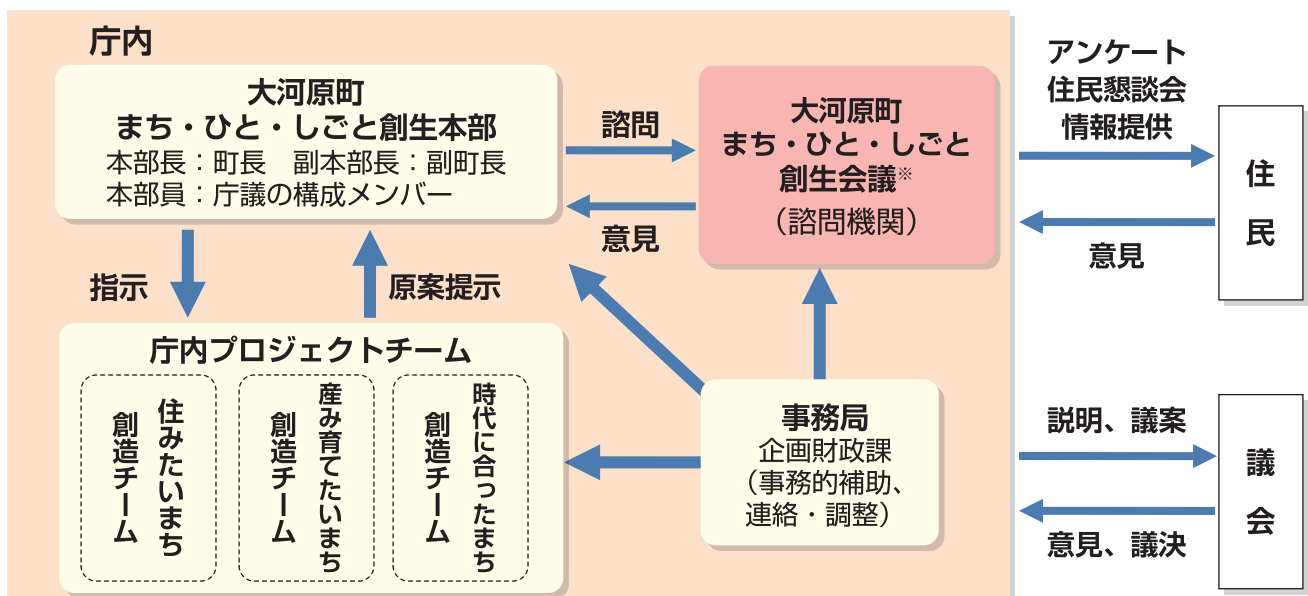 庁内
大河原町
まち・ひと・しごと創生本部
本部長：町長　副本部長：副町長
本部員：庁議の構成メンバー
諮問
意見
大河原町
まち・ひと・しごと
創生会議※
（諮問機関）
指示
原案提示
庁内プロジェクトチーム
住みたいまち
創造チーム
産み育てたいまち
創造チーム
時代に合ったまち
創造チーム
事務局
企画財政課
（事務的補助、
連絡・調整）
アンケート
住民懇談会
情報提供
意見
住民
説明、議案
意見、議決
議会